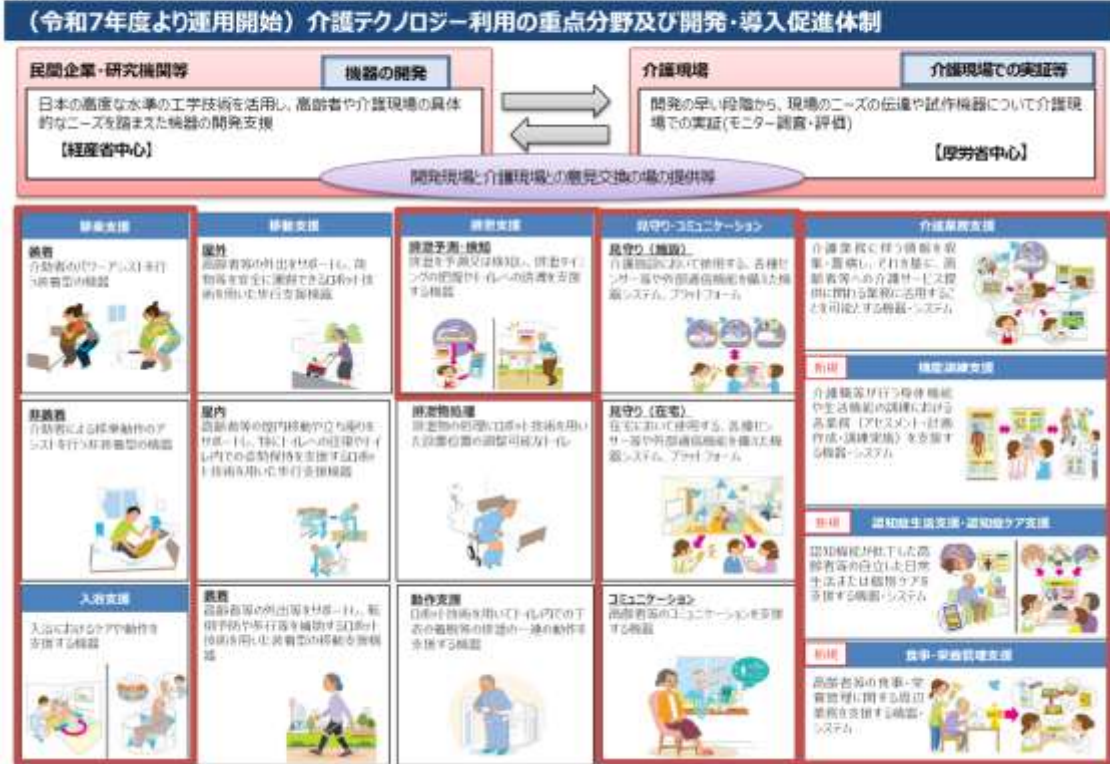 （令和7年度より運用開始）介護テクノロジー利用の重点分野及び開発・導入促進体制
民間企業・研究機関等
機器の開発
日本の高度な水準の工学技術を活用し、高齢者や介護現場の具体
的なニーズを踏まえた機器の開発支援
【経産省中心】
介護現場
介護現場での実証等
開発の早い段階から、現場のニーズの伝達や試作機器について介護現
場での実証(モニター調査・評価)
【厚労省中心】
開発現場と介護現場との意見交換の場の提供等
移乗支援
装着
介助者のパワーアシストを行
う装着型の機器
非装着
介助者による移乗動作のア
シストを行う非装着型の機器
入浴支援
入浴におけるケアや動作を
支援する機器
移動支援
屋外
高齢者等の外出をサポートし、荷
物等を安全に運搬できるロボット技
術を用いた歩行支援機器
屋内
高齢者等の屋内移動や立ち座りを
サポートし、特にトイレへの往復やトイ
レ内での姿勢保持を支援するロボッ
ト技術を用いた歩行支援機器
装着
高齢者等の外出等をサポートし、転
倒予防や歩行等を補助するロボット
技術を用いた装着型の移動支援機
器
排泄支援
排泄予測・検知
排泄を予測又は検知し、排泄タイミ
ングの把握やトイレへの誘導を支援
する機器
排泄物処理
排泄物の処理にロボット技術を用い
た設置位置の調整可能なトイレ
動作支援
ロボット技術を用いてトイレ内での下
衣の着脱等の排泄の一連の動作を
支援する機器
見守り・コミュニケーション
見守り（施設）
介護施設において使用する、各種セ
ンサー等や外部通信機能を備えた機
器システム、プラットフォーム
見守り（在宅）
在宅において使用する、各種セン
サー等や外部通信機能を備えた機
器システム、プラットフォーム
コミュニケーション
高齢者等のコミュニケーションを支援
する機器
介護業務支援
介護業務に伴う情報を収
集・蓄積し、それを基に、高
齢者等への介護サービス提
供に関わる業務に活用するこ
とを可能とする機器・システム
新規
機能訓練支援
介護職等が行う身体機能
や生活機能の訓練における
各業務（アセスメント・計画
作成・訓練実施）を支援す
る機器・システム
新規
認知症生活支援・認知症ケア支援
認知機能が低下した高
齢者等の自立した日常
生活または個別ケアを
支援する機器・システム
新規
食事・栄養管理支援
高齢者等の食事・栄
養管理に関する周辺
業務を支援する機器・
システム